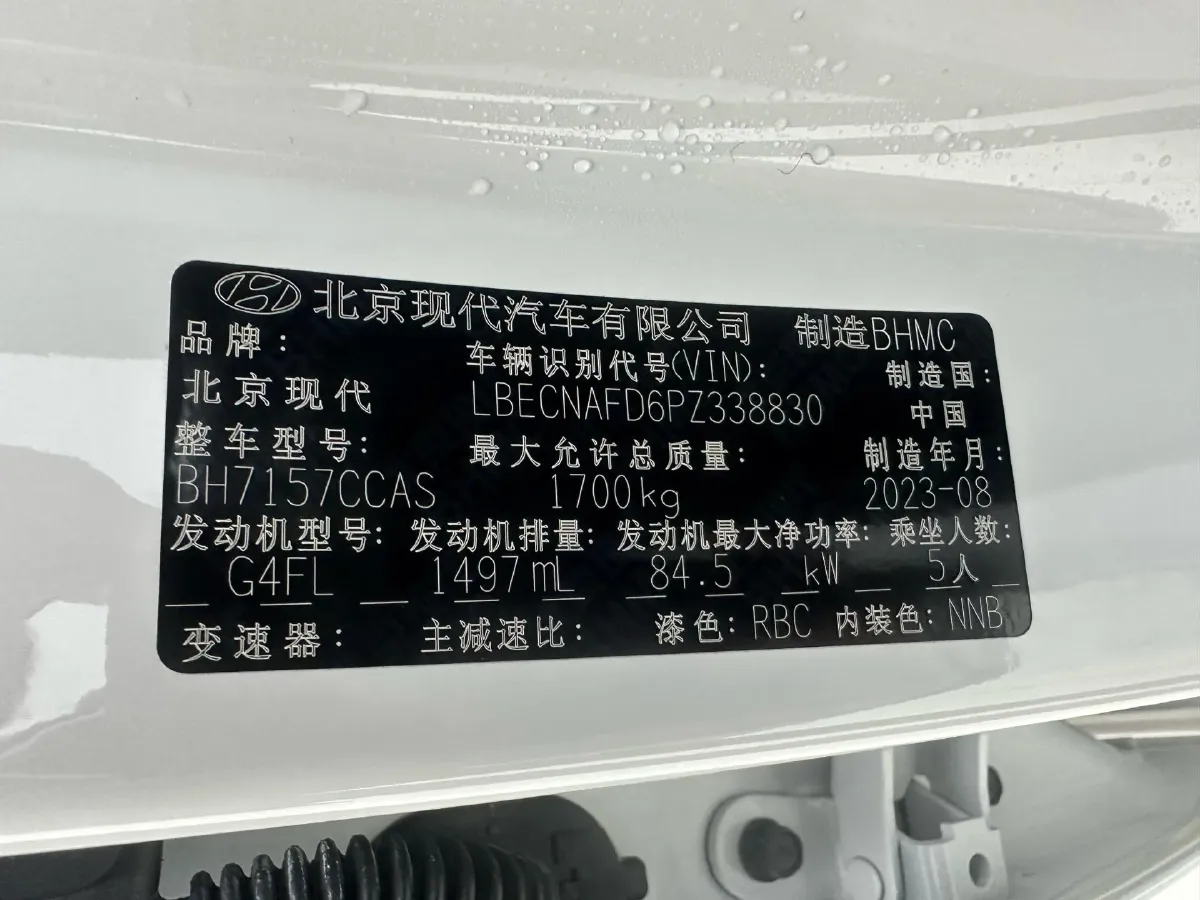 北京现代汽车有限公司 制造BHMC
品牌： 车辆识别代号(VIN)： 制造国：
北京现代 LBECNAFD6PZ338830 中国
整车型号： 最大允许总质量： 制造年月：
BH7157CCAS 1700kg 2023-08
发动机型号： 发动机排量： 发动机最大净功率： 乘坐人数：
G4FL 1497mL 84.5 kW 5人
变速器： 主减速比： 漆色：RBC 内装色：NNB